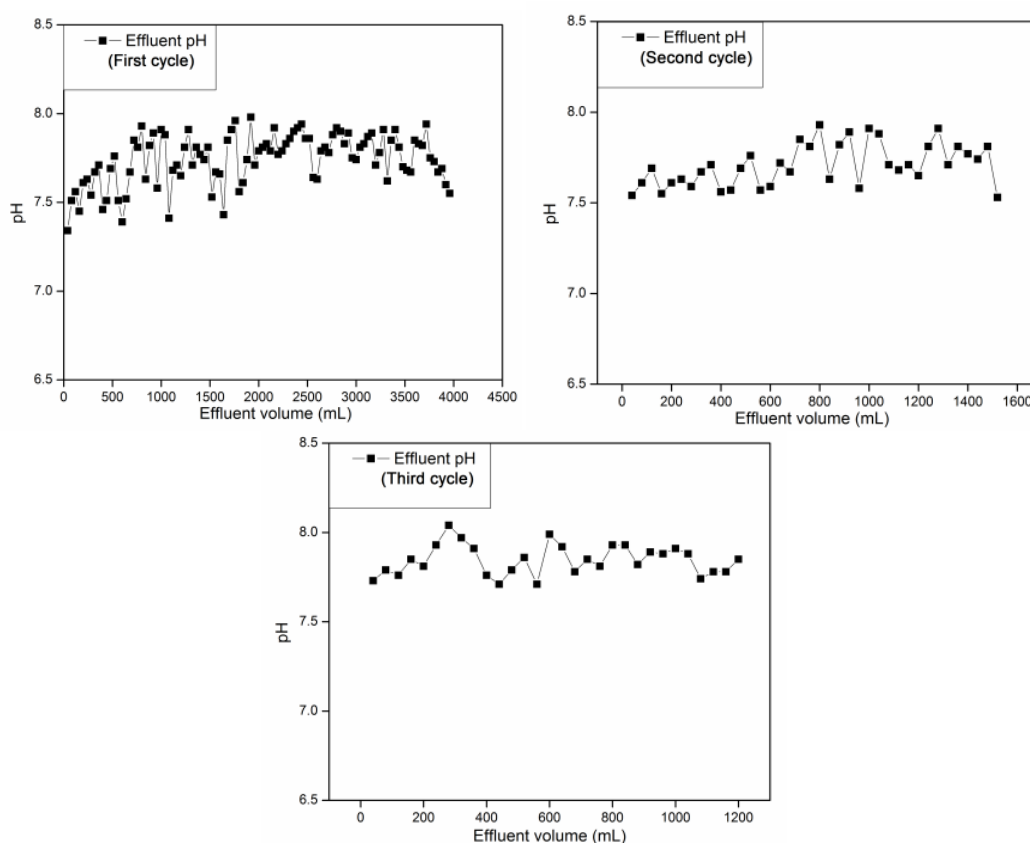 8.5
8.0
7.5
7.0
6.5
pH
Effluent pH
(First cycle)
0 500 1000 1500 2000 2500 3000 3500 4000 4500
Effluent volume (mL)
8.5
8.0
7.5
7.0
6.5
pH
Effluent pH
(Second cycle)
0 200 400 600 800 1000 1200 1400 1600
Effluent volume (mL)
8.5
8.0
7.5
7.0
6.5
pH
Effluent pH
(Third cycle)
0 200 400 600 800 1000 1200
Effluent volume (mL)